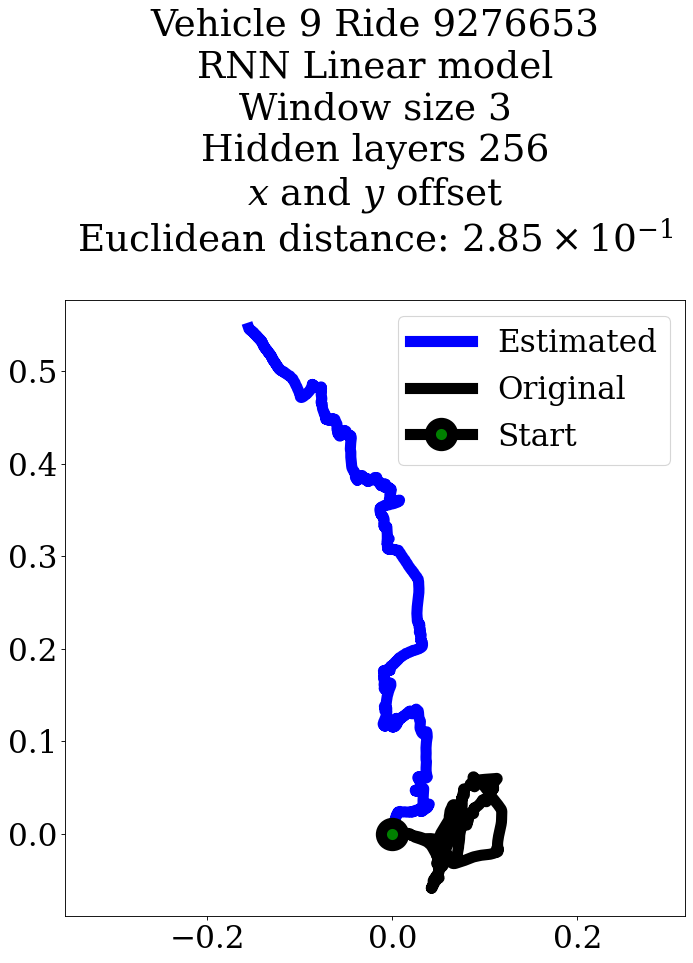 Vehicle 9 Ride 9276653
RNN Linear model
Window size 3
Hidden layers 256
x and y offset
Euclidean distance: 2.85 × 10⁻¹
Estimated
Original
Start
0.5
0.4
0.3
0.2
0.1
0.0
−0.2 0.0 0.2